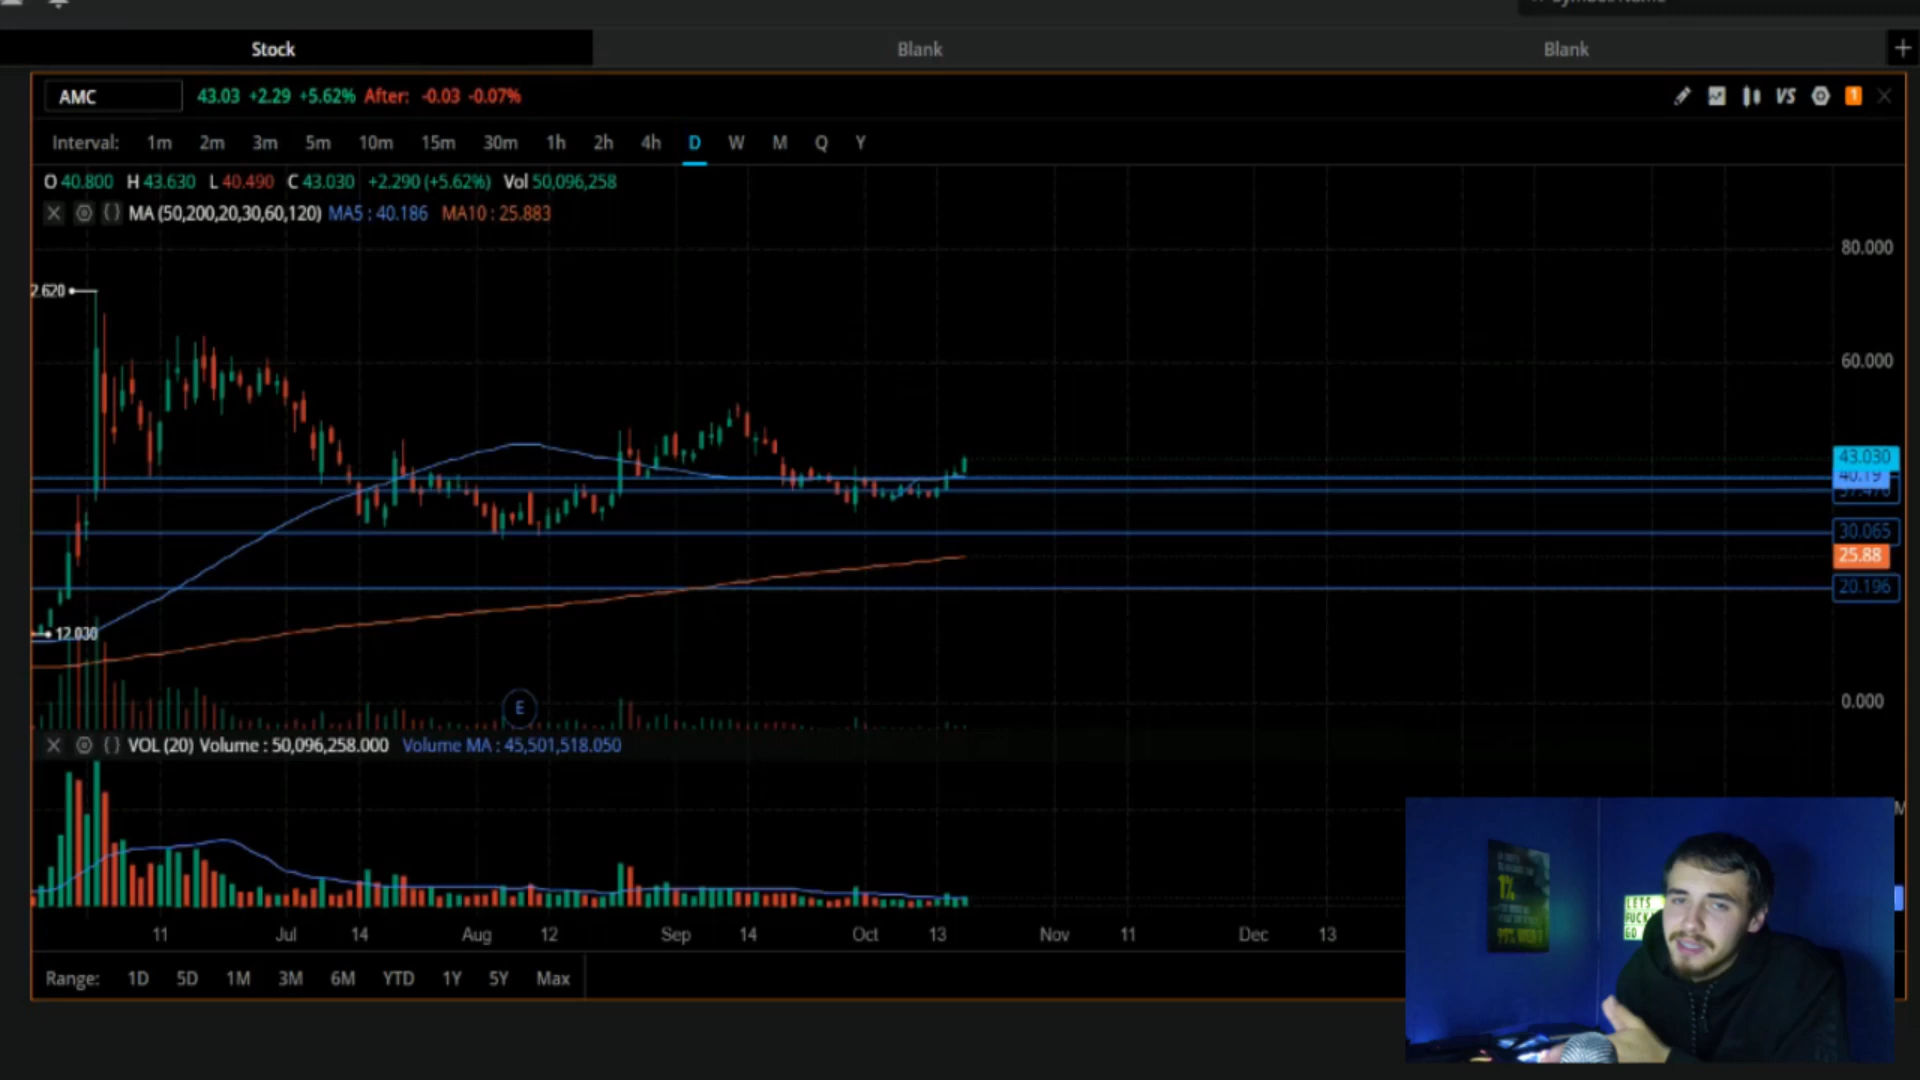 Stock
Blank
Blank
AMC
43.03 +2.29 +5.62% After: -0.03 -0.07%
VS
1
Interval: 1m 2m 3m 5m 10m 15m 30m 1h 2h 4h D W M Q Y
O 40.800 H 43.630 L 40.490 C 43.030 +2.290 (+5.62%) Vol 50,096,258
MA (50,200,20,30,60,120) MA5 : 40.186 MA10 : 25.883
80.000
2.620
60.000
43.030
40.19
37.476
30.065
25.88
20.196
12.030
0.000
E
VOL (20) Volume : 50,096,258.000 Volume MA : 45,501,518.050
M
11 Jul 14 Aug 12 Sep 14 Oct 13 Nov 11 Dec 13
Range: 1D 5D 1M 3M 6M YTD 1Y 5Y Max
1%
99% WON'T
LETS
FUCK
GO